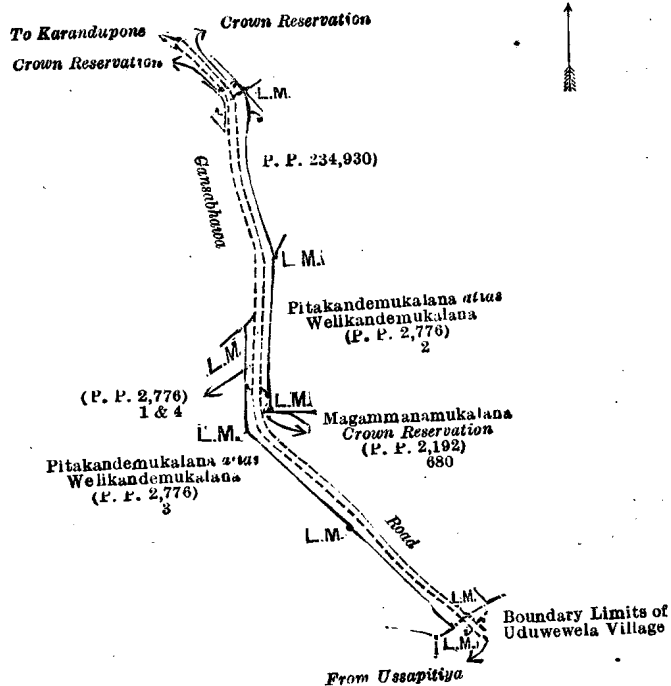 Crown Reservation
To Karandupone
Crown Reservation
L.M.
P. P. 234,930)
Gansabhawa
L M.
Pitakandemukalana alias
Welikandemukalana
(P. P. 2,776)
2
L.M.
(P. P. 2,776)
1 & 4
L.M.
Magammanamukalana
Crown Reservation
(P. P. 2,192)
680
L.M.
Pitakandemukalana alias
Welikandemukalana
(P. P. 2,776)
3
L.M.
Road
L.M.
Boundary Limits of
Uduwewela Village
L.M.
From Ussapitiya